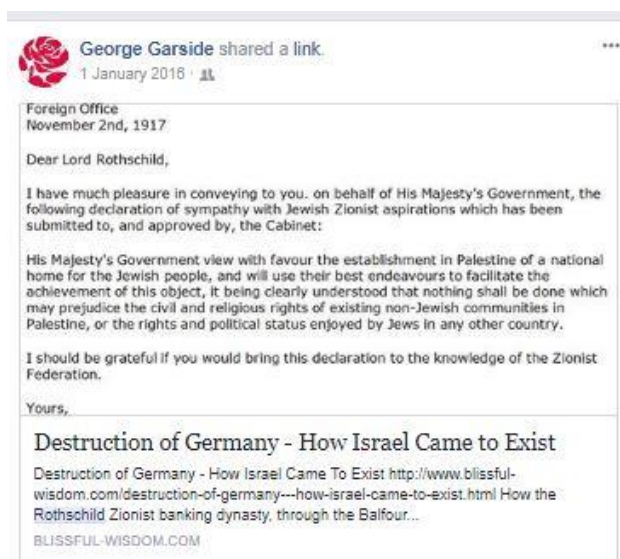 George Garside shared a link.
1 January 2016
Foreign Office
November 2nd, 1917
Dear Lord Rothschild,
I have much pleasure in conveying to you. on behalf of His Majesty's Government, the
following declaration of sympathy with Jewish Zionist aspirations which has been
submitted to, and approved by, the Cabinet:
His Majesty's Government view with favour the establishment in Palestine of a national
home for the Jewish people, and will use their best endeavours to facilitate the
achievement of this object, it being clearly understood that nothing shall be done which
may prejudice the civil and religious rights of existing non-Jewish communities in
Palestine, or the rights and political status enjoyed by Jews in any other country.
I should be grateful if you would bring this declaration to the knowledge of the Zionist
Federation.
Yours,
Destruction of Germany - How Israel Came to Exist
Destruction of Germany - How Israel Came To Exist http://www.blissful-
wisdom.com/destruction-of-germany---how-israel-came-to-exist.html How the
Rothschild Zionist banking dynasty, through the Balfour...
BLISSFUL-WISDOM.COM